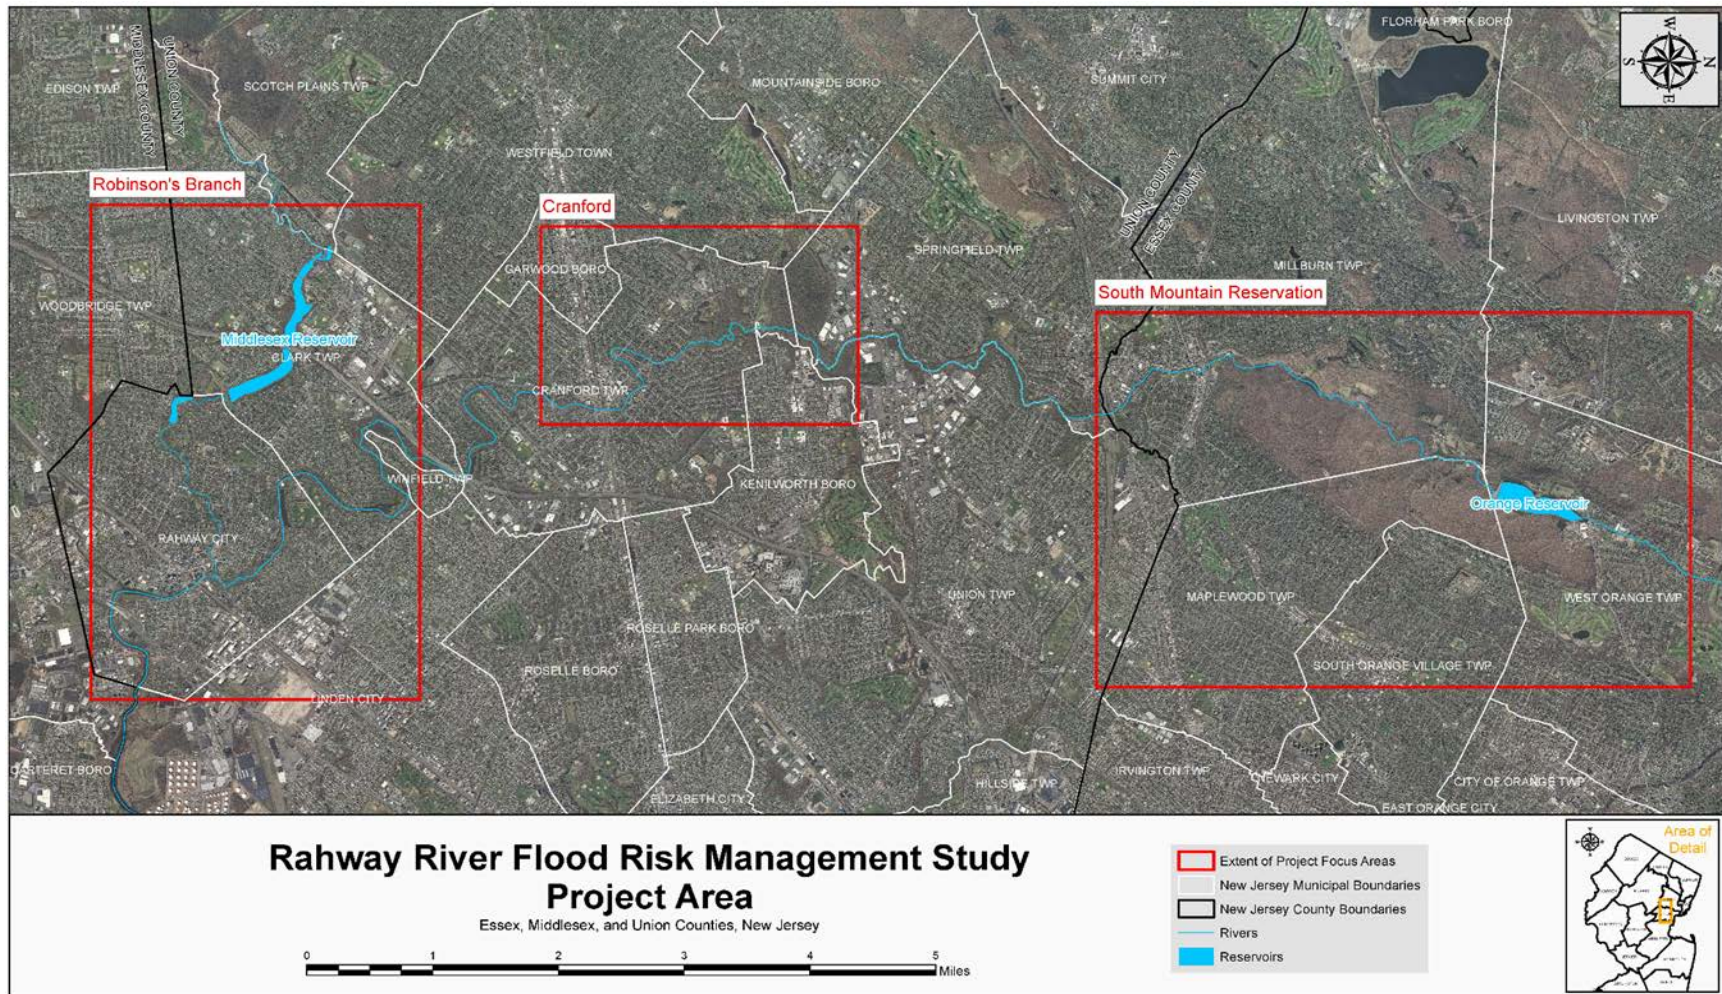 FLORHAM PARK BORO
W
N
S
E
EDISON TWP
MIDDLESEX COUNTY
UNION COUNTY
SCOTCH PLAINS TWP
MOUNTAINSIDE BORO
SUMMIT CITY
WESTFIELD TOWN
UNION COUNTY
ESSEX COUNTY
Robinson's Branch
Cranford
LIVINGSTON TWP
SPRINGFIELD TWP
GARWOOD BORO
MILLBURN TWP
South Mountain Reservation
WOODBRIDGE TWP
Middlesex Reservoir
CLARK TWP
CRANFORD TWP
WINFIELD TWP
KENILWORTH BORO
Orange Reservoir
RAHWAY CITY
UNION TWP
MAPLEWOOD TWP
WEST ORANGE TWP
ROSELLE PARK BORO
ROSELLE BORO
SOUTH ORANGE VILLAGE TWP
LINDEN CITY
CARTERET BORO
HILLSIDE TWP
IRVINGTON TWP
NEWARK CITY
CITY OF ORANGE TWP
ELIZABETH CITY
EAST ORANGE CITY
Rahway River Flood Risk Management Study
Project Area
Essex, Middlesex, and Union Counties, New Jersey
0 1 2 3 4 5
Miles
Extent of Project Focus Areas
New Jersey Municipal Boundaries
New Jersey County Boundaries
Rivers
Reservoirs
Area of
Detail